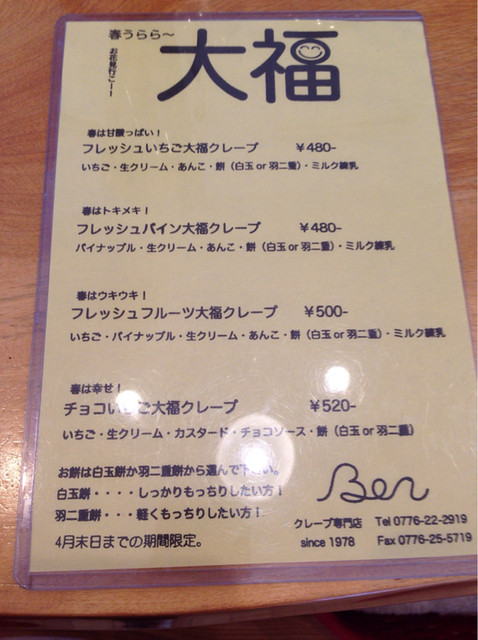 春うらら～
お花見行こー！
大福
春は甘酸っぱい！
フレッシュいちご大福クレープ ￥480-
いちご・生クリーム・あんこ・餅（白玉 or 羽二重）・ミルク練乳
春はトキメキ！
フレッシュパイン大福クレープ ￥480-
パイナップル・生クリーム・あんこ・餅（白玉 or 羽二重）・ミルク練乳
春はウキウキ！
フレッシュフルーツ大福クレープ ￥500-
いちご・パイナップル・生クリーム・あんこ・餅（白玉 or 羽二重）・ミルク練乳
春は幸せ！
チョコいちご大福クレープ ￥520-
いちご・生クリーム・カスタード・チョコソース・餅（白玉 or 羽二重）
お餅は白玉餅か羽二重餅から選んで下さい。
白玉餅・・・・しっかりもっちりしたい方！
羽二重餅・・・軽くもっちりしたい方！
4月末日までの期間限定。
Ben
クレープ専門店 Tel 0776-22-2919
since 1978 Fax 0776-25-5719